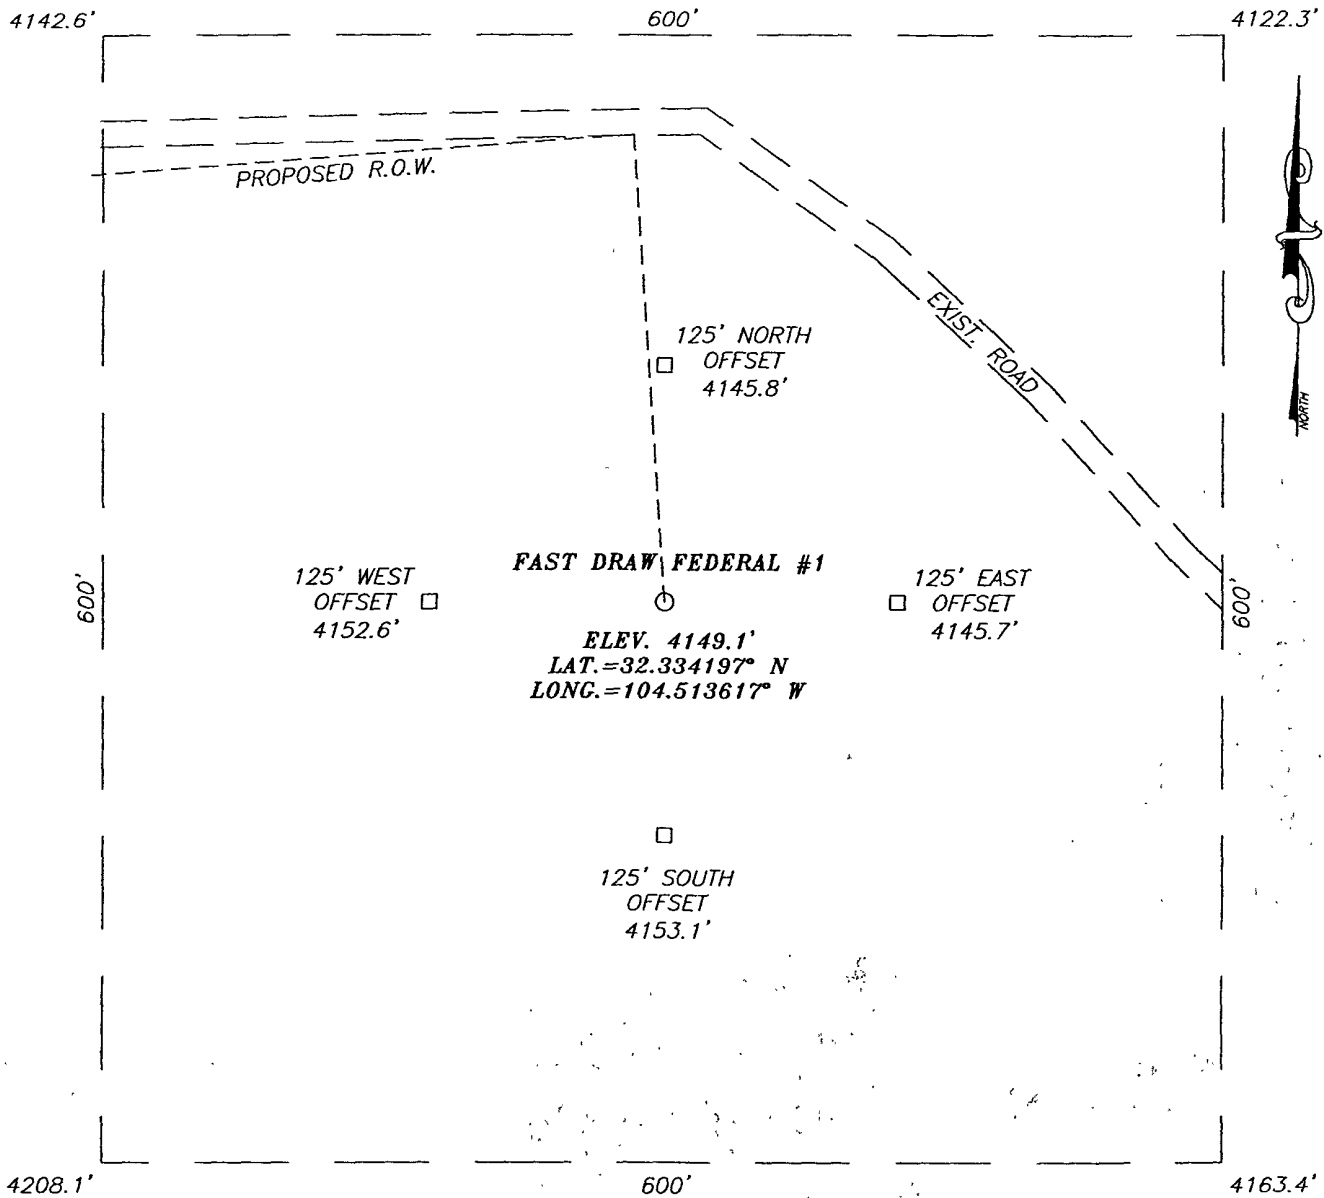 4142.6'
600'
4122.3'
PROPOSED R.O.W.
EXIST. ROAD
NORTH
125' NORTH
OFFSET
4145.8'
600'
125' WEST
OFFSET
4152.6'
FAST DRAW FEDERAL #1
ELEV. 4149.1'
LAT.=32.334197° N
LONG.=104.513617° W
125' EAST
OFFSET
4145.7'
600'
125' SOUTH
OFFSET
4153.1'
4208.1'
600'
4163.4'